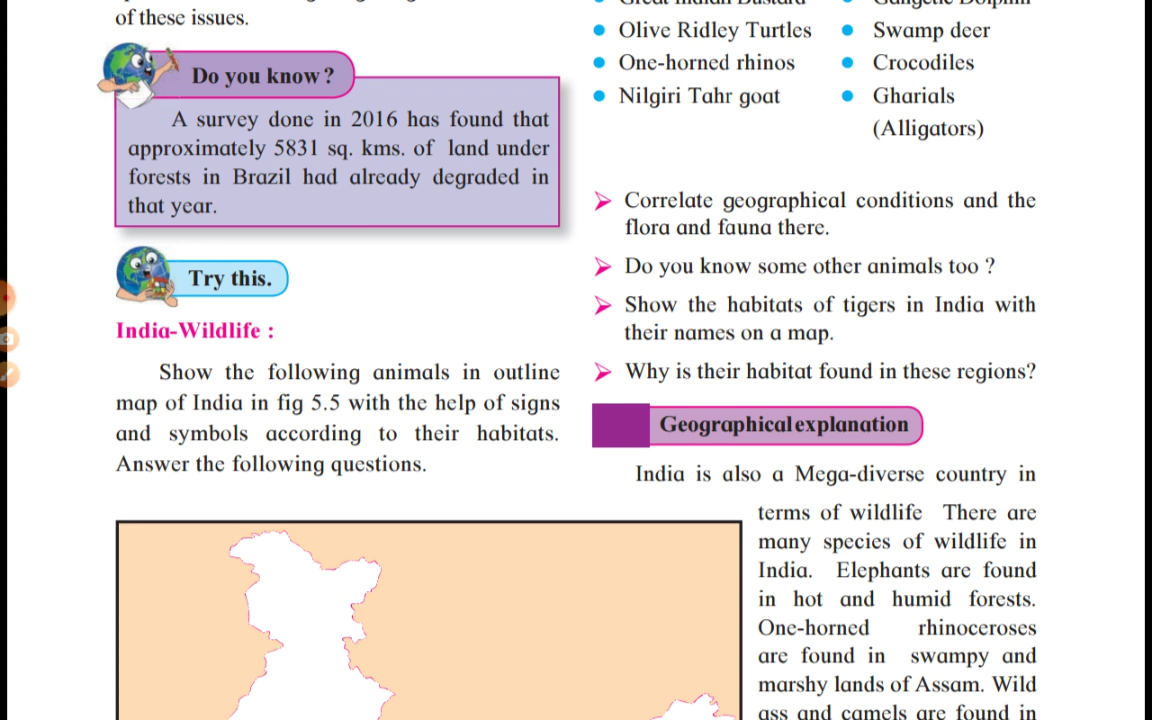 of these issues.
Do you know?
A survey done in 2016 has found that
approximately 5831 sq. kms. of land under
forests in Brazil had already degraded in
that year.
Try this.
India-Wildlife :
Show the following animals in outline
map of India in fig 5.5 with the help of signs
and symbols according to their habitats.
Answer the following questions.
Great Indian Bustard
Gangetic Dolphin
• Olive Ridley Turtles • Swamp deer
• One-horned rhinos • Crocodiles
• Nilgiri Tahr goat • Gharials
(Alligators)
➤ Correlate geographical conditions and the
flora and fauna there.
➤ Do you know some other animals too ?
➤ Show the habitats of tigers in India with
their names on a map.
➤ Why is their habitat found in these regions?
Geographical explanation
India is also a Mega-diverse country in
terms of wildlife There are
many species of wildlife in
India. Elephants are found
in hot and humid forests.
One-horned rhinoceroses
are found in swampy and
marshy lands of Assam. Wild
ass and camels are found in